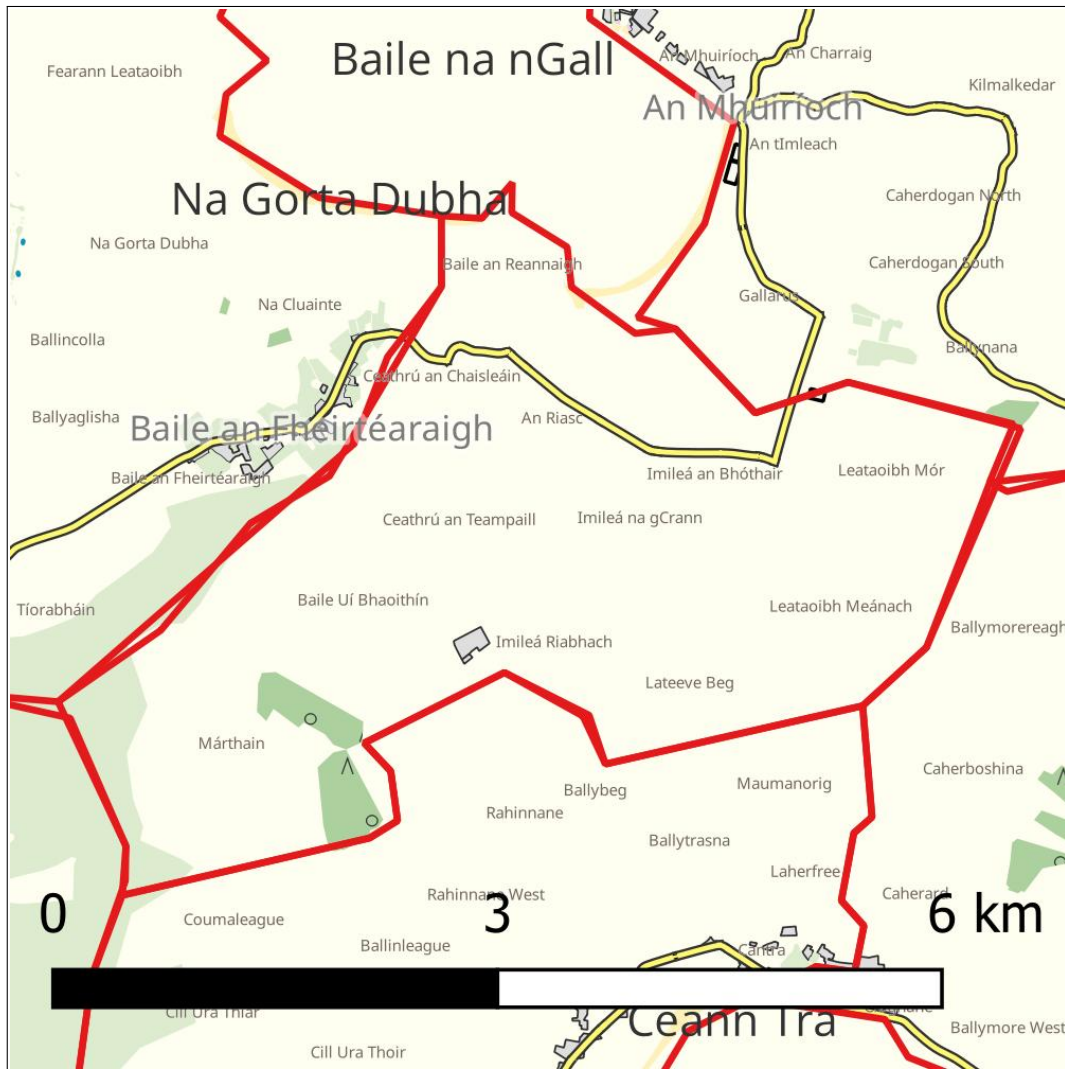 Baile na nGall
An Mhuiríoch
An Charraig
Fearann Leataoibh
Kilmalkedar
An Mhuiríoch
An tImleach
Na Gorta Dubha
Caherdogan North
Na Gorta Dubha
Baile an Reannaigh
Caherdogan South
Na Cluainte
Gallarus
Ballincolla
Ballynana
Ceathrú an Chaisleáin
Ballyaglisha
An Riasc
Baile an Fheirtéaraigh
Baile an Fheirtéaraigh
Imileá an Bhóthair
Leataoibh Mór
Ceathrú an Teampaill
Imileá na gCrann
Baile Uí Bhaoithín
Tíorabháin
Leataoibh Meánach
Ballymorereagh
Imileá Riabhach
Lateeve Beg
Márthain
Caherboshina
Maumanorig
Ballybeg
Rahinnane
Ballytrasna
Laherfree
Rahinnane West
Caherard
0 3 6 km
Coumaleague
Ballinleague
Cantra
Cill Ura Thiar
Ceann Trá
Ballymore West
Cill Ura Thoir